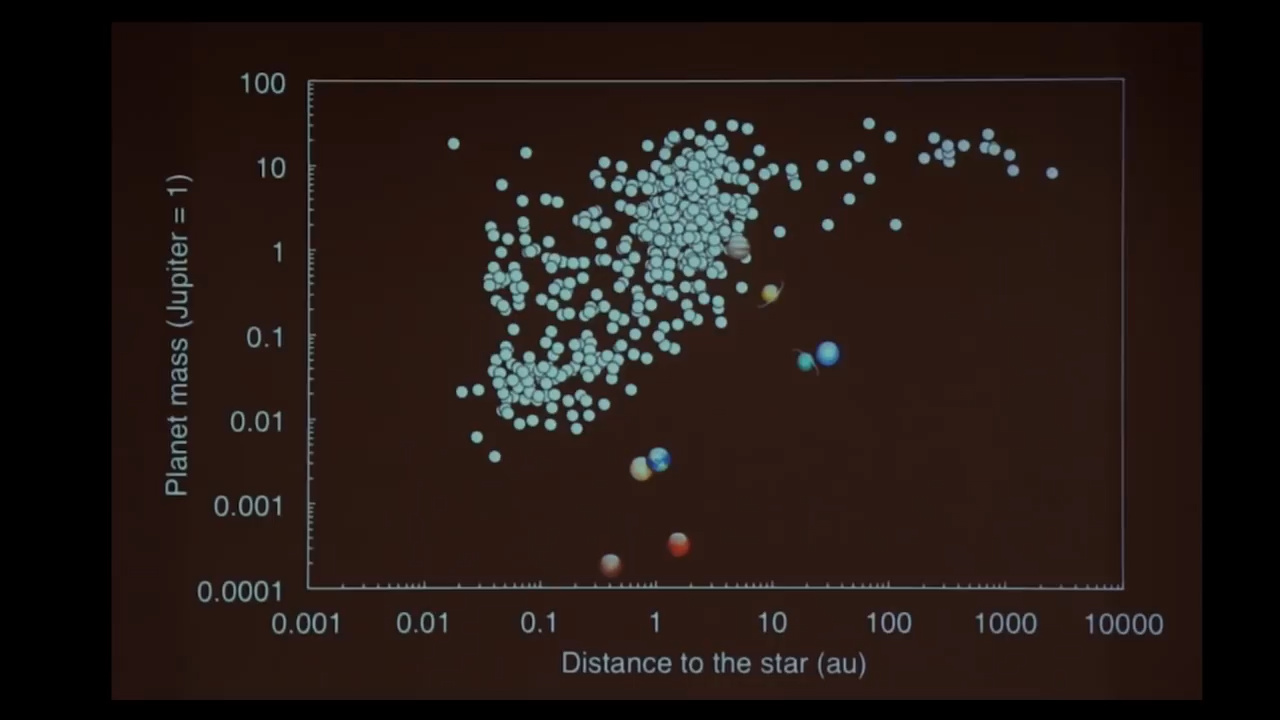 100
10
1
0.1
0.01
0.001
0.0001
Planet mass (Jupiter = 1)
0.001 0.01 0.1 1 10 100 1000 10000
Distance to the star (au)